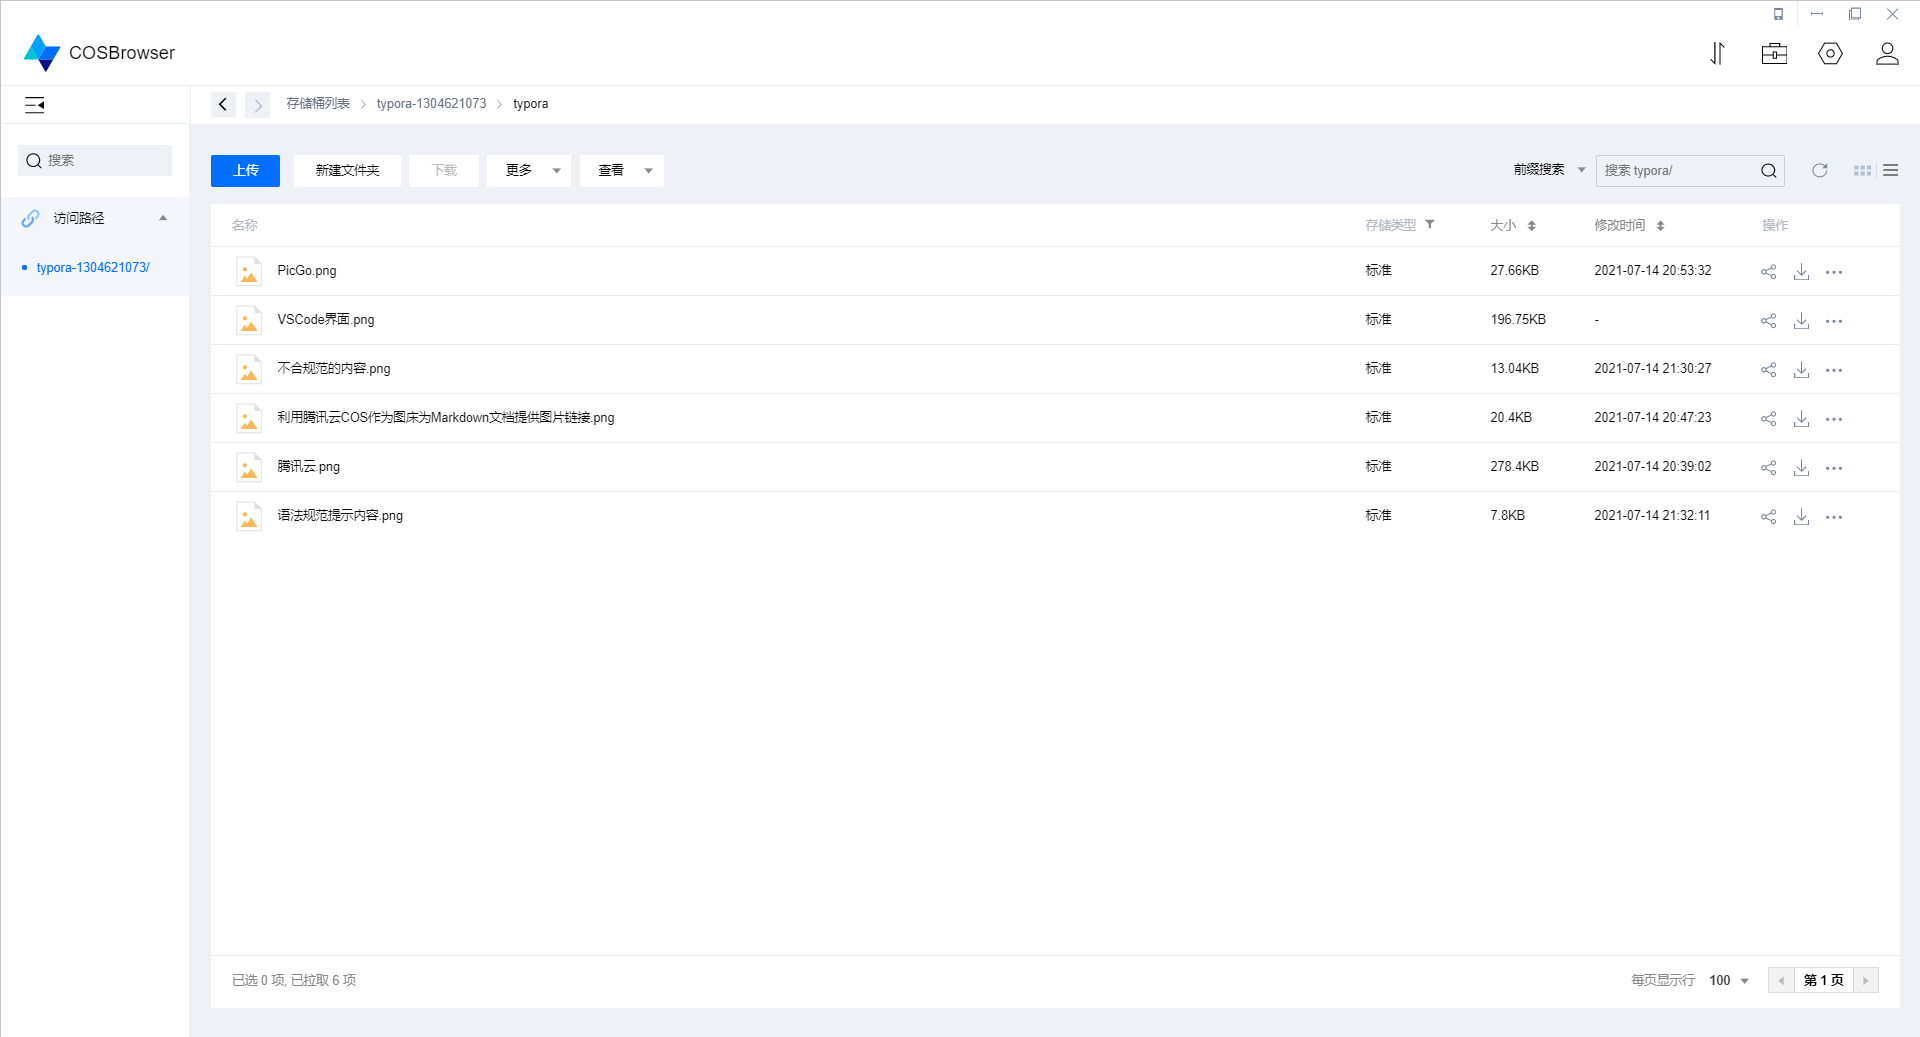 COSBrowser
存储桶列表 > typora-1304621073 > typora
搜索
访问路径
typora-1304621073/
上传 新建文件夹 下载 更多 查看 前缀搜索 搜索 typora/
名称 存储类型 大小 修改时间 操作
PicGo.png 标准 27.66KB 2021-07-14 20:53:32
VSCode界面.png 标准 196.75KB -
不合规范的内容.png 标准 13.04KB 2021-07-14 21:30:27
利用腾讯云COS作为图床为Markdown文档提供图片链接.png 标准 20.4KB 2021-07-14 20:47:23
腾讯云.png 标准 278.4KB 2021-07-14 20:39:02
语法规范提示内容.png 标准 7.8KB 2021-07-14 21:32:11
已选 0 项, 已拉取 6 项 每页显示行 100 第 1 页